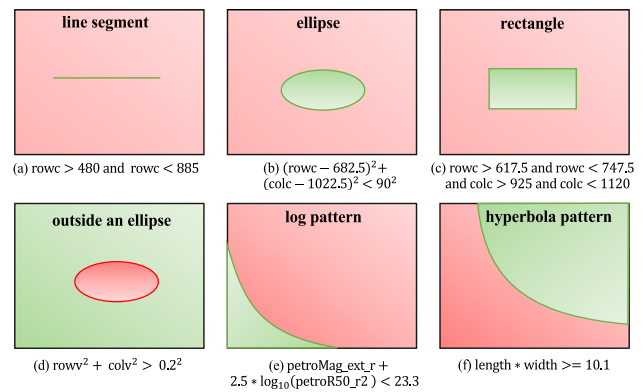 line segment
ellipse
rectangle
(a) rowc > 480 and rowc < 885
(b) (rowc − 682.5)² +
(colc − 1022.5)² < 90²
(c) rowc > 617.5 and rowc < 747.5
and colc > 925 and colc < 1120
outside an ellipse
log pattern
hyperbola pattern
(d) rowv² + colv² > 0.2²
(e) petroMag_ext_r +
2.5 * log₁₀(petroR50_r2 ) < 23.3
(f) length * width >= 10.1